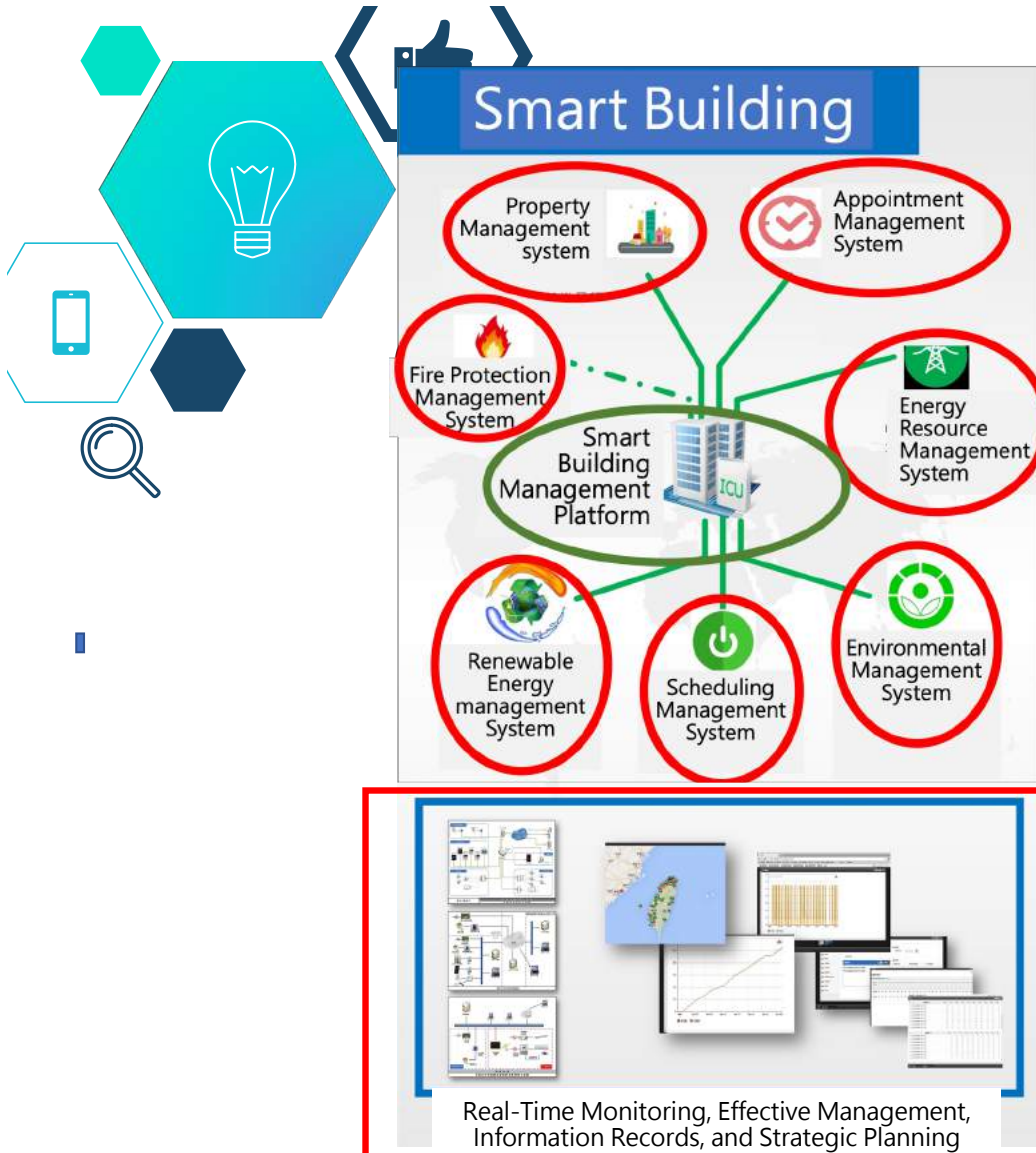 Smart Building
Property
Management
system
Appointment
Management
System
Fire Protection
Management
System
Energy
Resource
Management
System
Smart
Building
Management
Platform
ICU
Renewable
Energy
management
System
Scheduling
Management
System
Environmental
Management
System
Real-Time Monitoring, Effective Management,
Information Records, and Strategic Planning